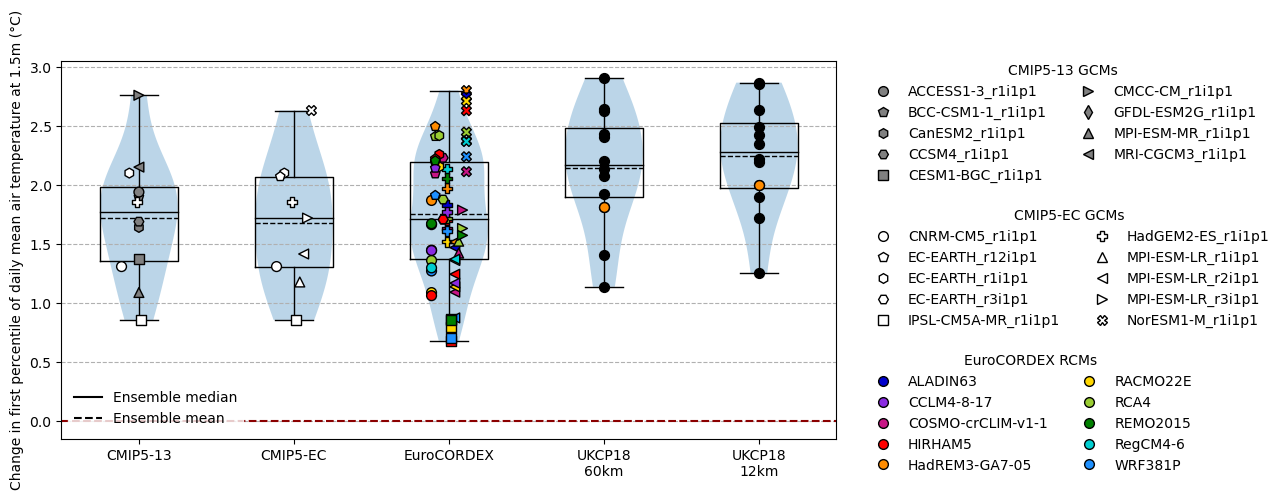 Change in first percentile of daily mean air temperature at 1.5m (°C)
3.0
2.5
2.0
1.5
1.0
0.5
0.0
Ensemble median
Ensemble mean
CMIP5-13
CMIP5-EC
EuroCORDEX
UKCP18
60km
UKCP18
12km
CMIP5-13 GCMs
ACCESS1-3_r1i1p1
BCC-CSM1-1_r1i1p1
CanESM2_r1i1p1
CCSM4_r1i1p1
CESM1-BGC_r1i1p1
CMCC-CM_r1i1p1
GFDL-ESM2G_r1i1p1
MPI-ESM-MR_r1i1p1
MRI-CGCM3_r1i1p1
CMIP5-EC GCMs
CNRM-CM5_r1i1p1
EC-EARTH_r12i1p1
EC-EARTH_r1i1p1
EC-EARTH_r3i1p1
IPSL-CM5A-MR_r1i1p1
HadGEM2-ES_r1i1p1
MPI-ESM-LR_r1i1p1
MPI-ESM-LR_r2i1p1
MPI-ESM-LR_r3i1p1
NorESM1-M_r1i1p1
EuroCORDEX RCMs
ALADIN63
CCLM4-8-17
COSMO-crCLIM-v1-1
HIRHAM5
HadREM3-GA7-05
RACMO22E
RCA4
REMO2015
RegCM4-6
WRF381P